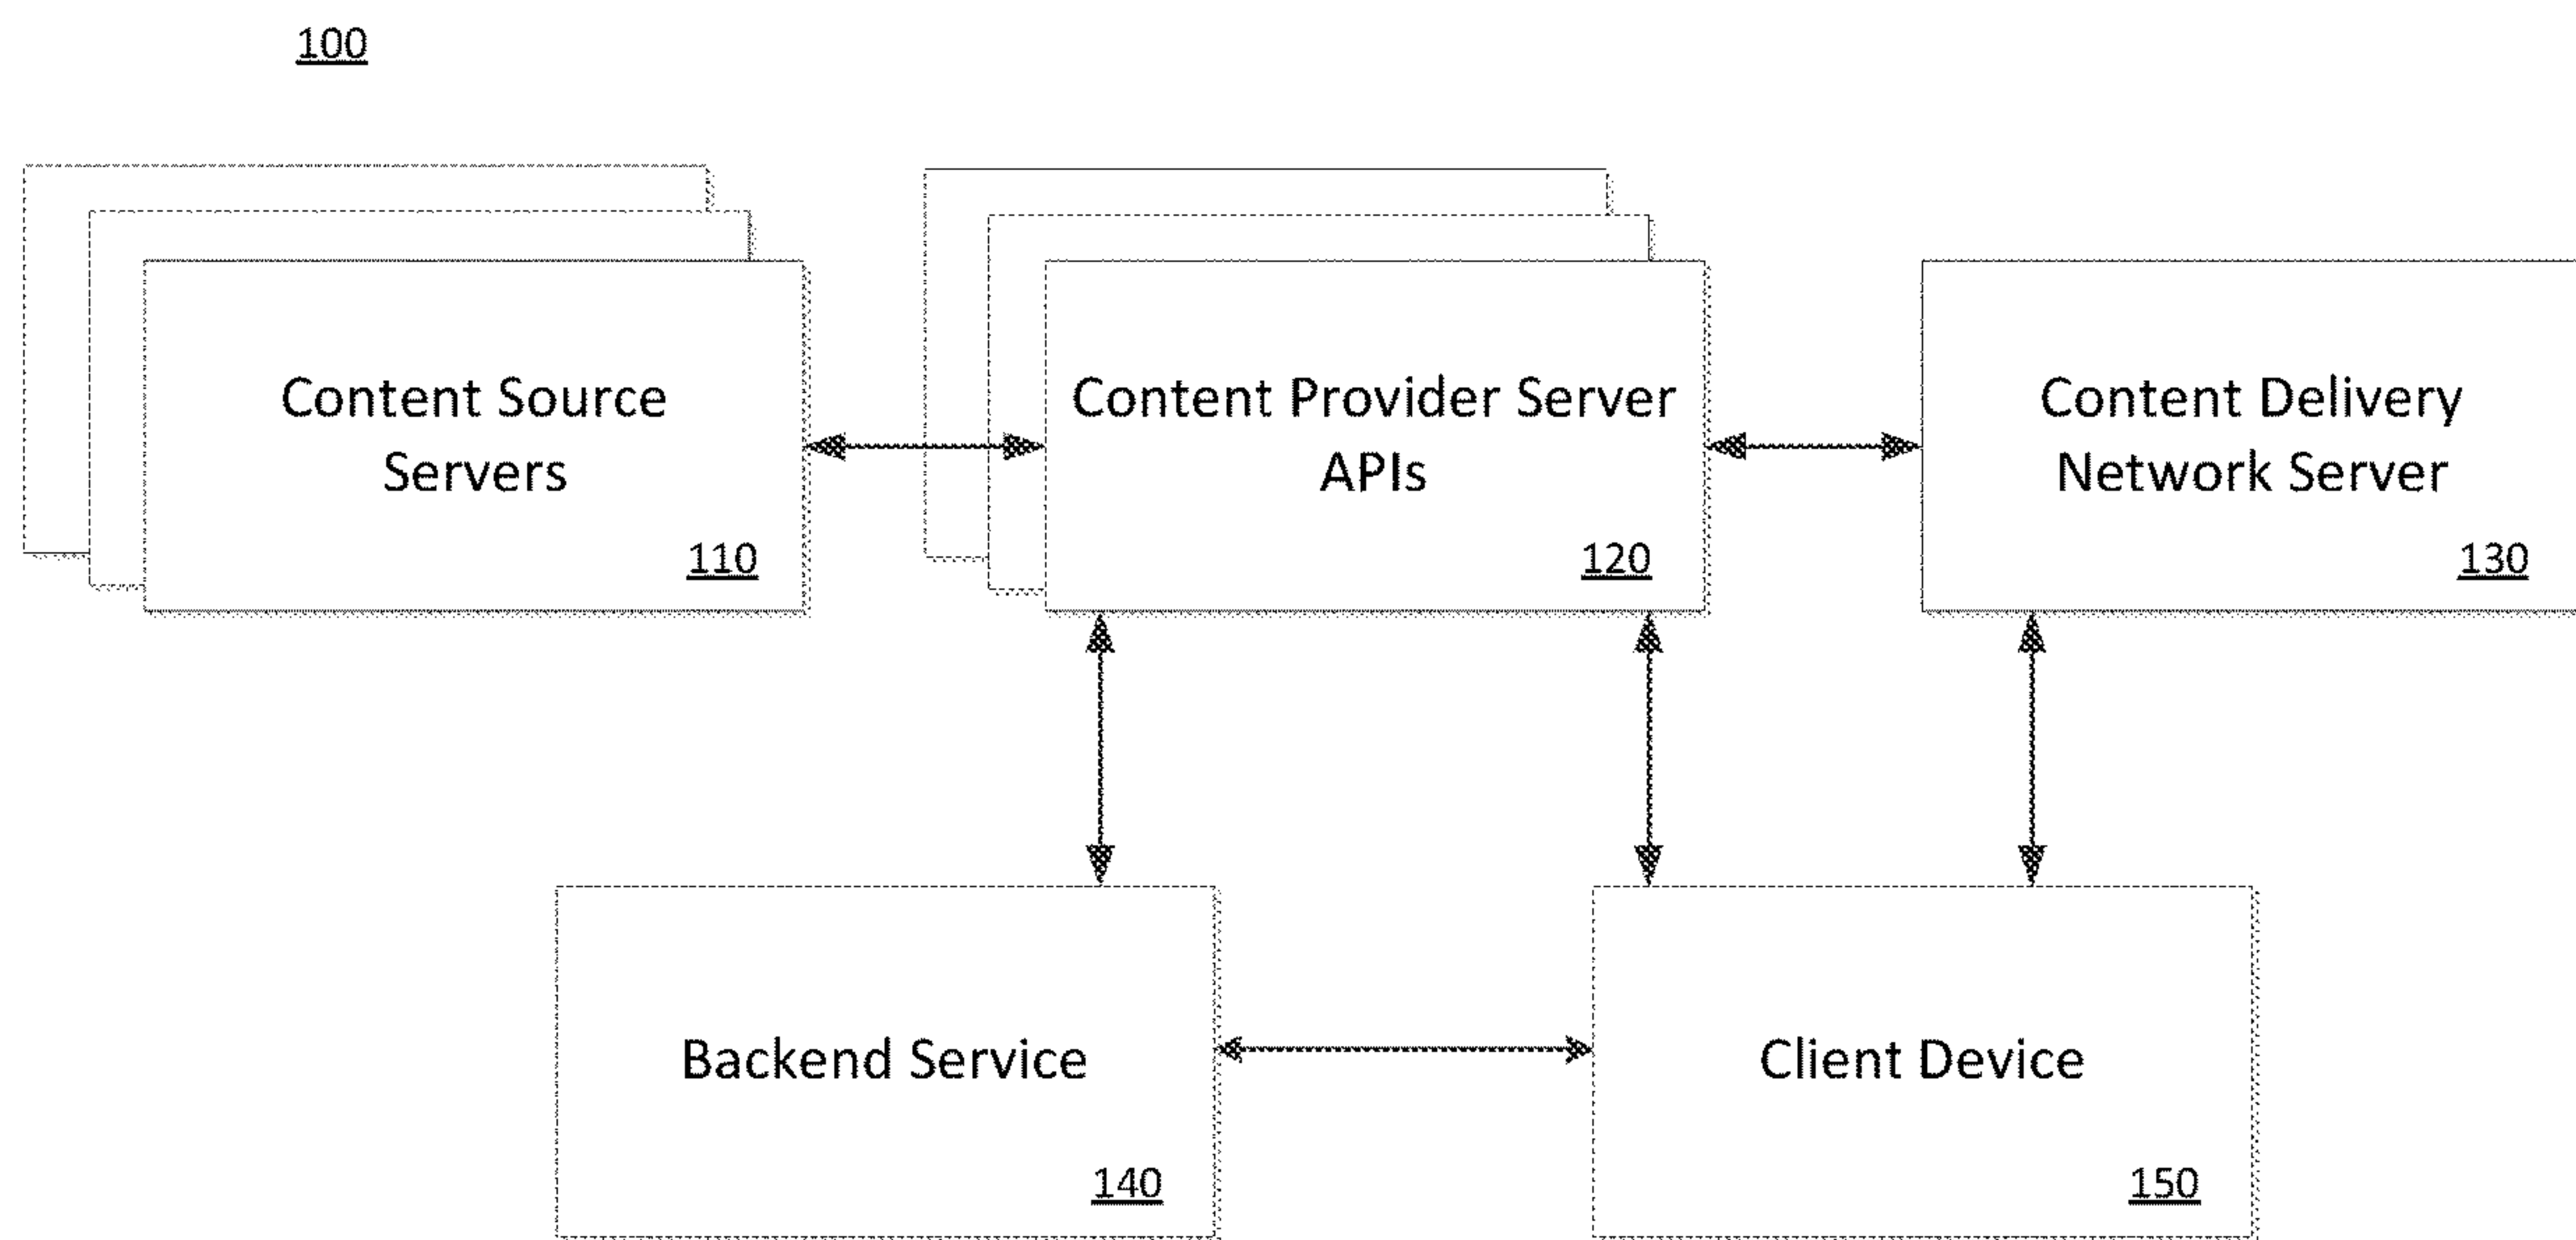 100
Content Source
Servers
110
Content Provider Server
APIs
120
Content Delivery
Network Server
130
Backend Service
140
Client Device
150